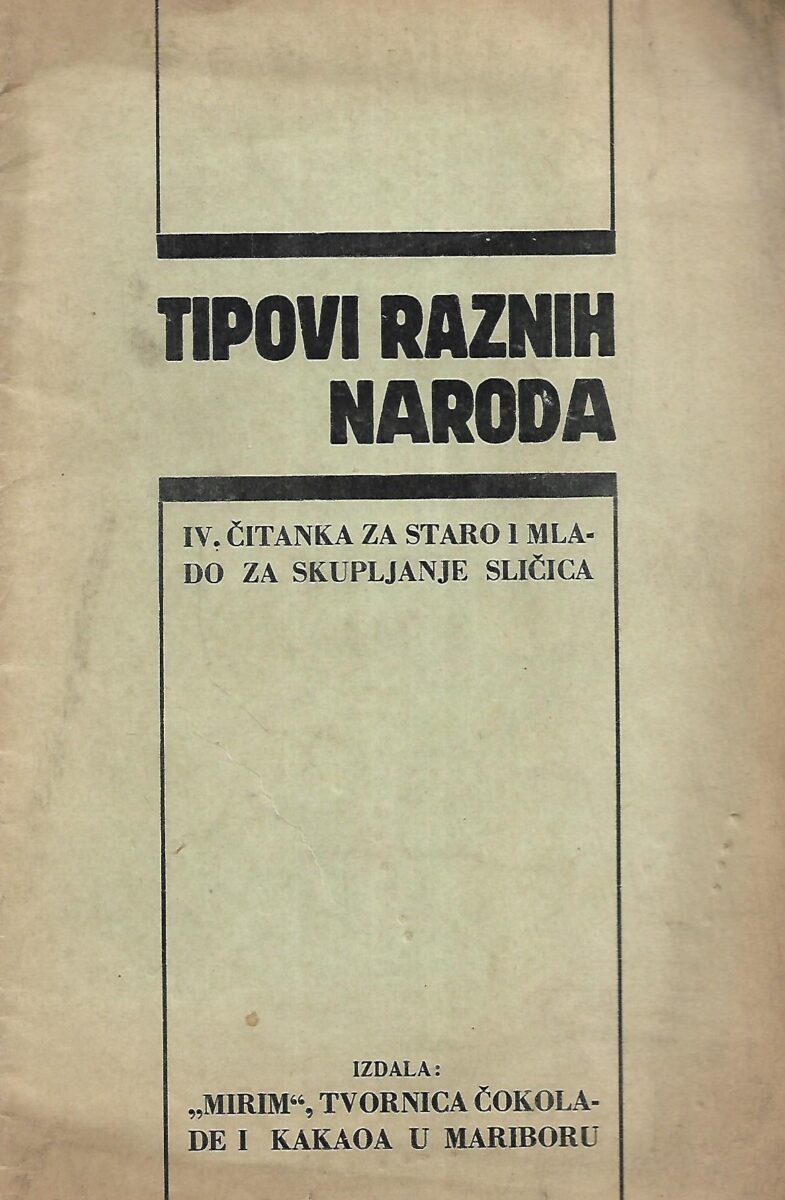 TIPOVI RAZNIH
NARODA
IV. ČITANKA ZA STARO I MLA-
DO ZA SKUPLJANJE SLIČICA
IZDALA:
„MIRIM“, TVORNICA ČOKOLA-
DE I KAKAOA U MARIBORU